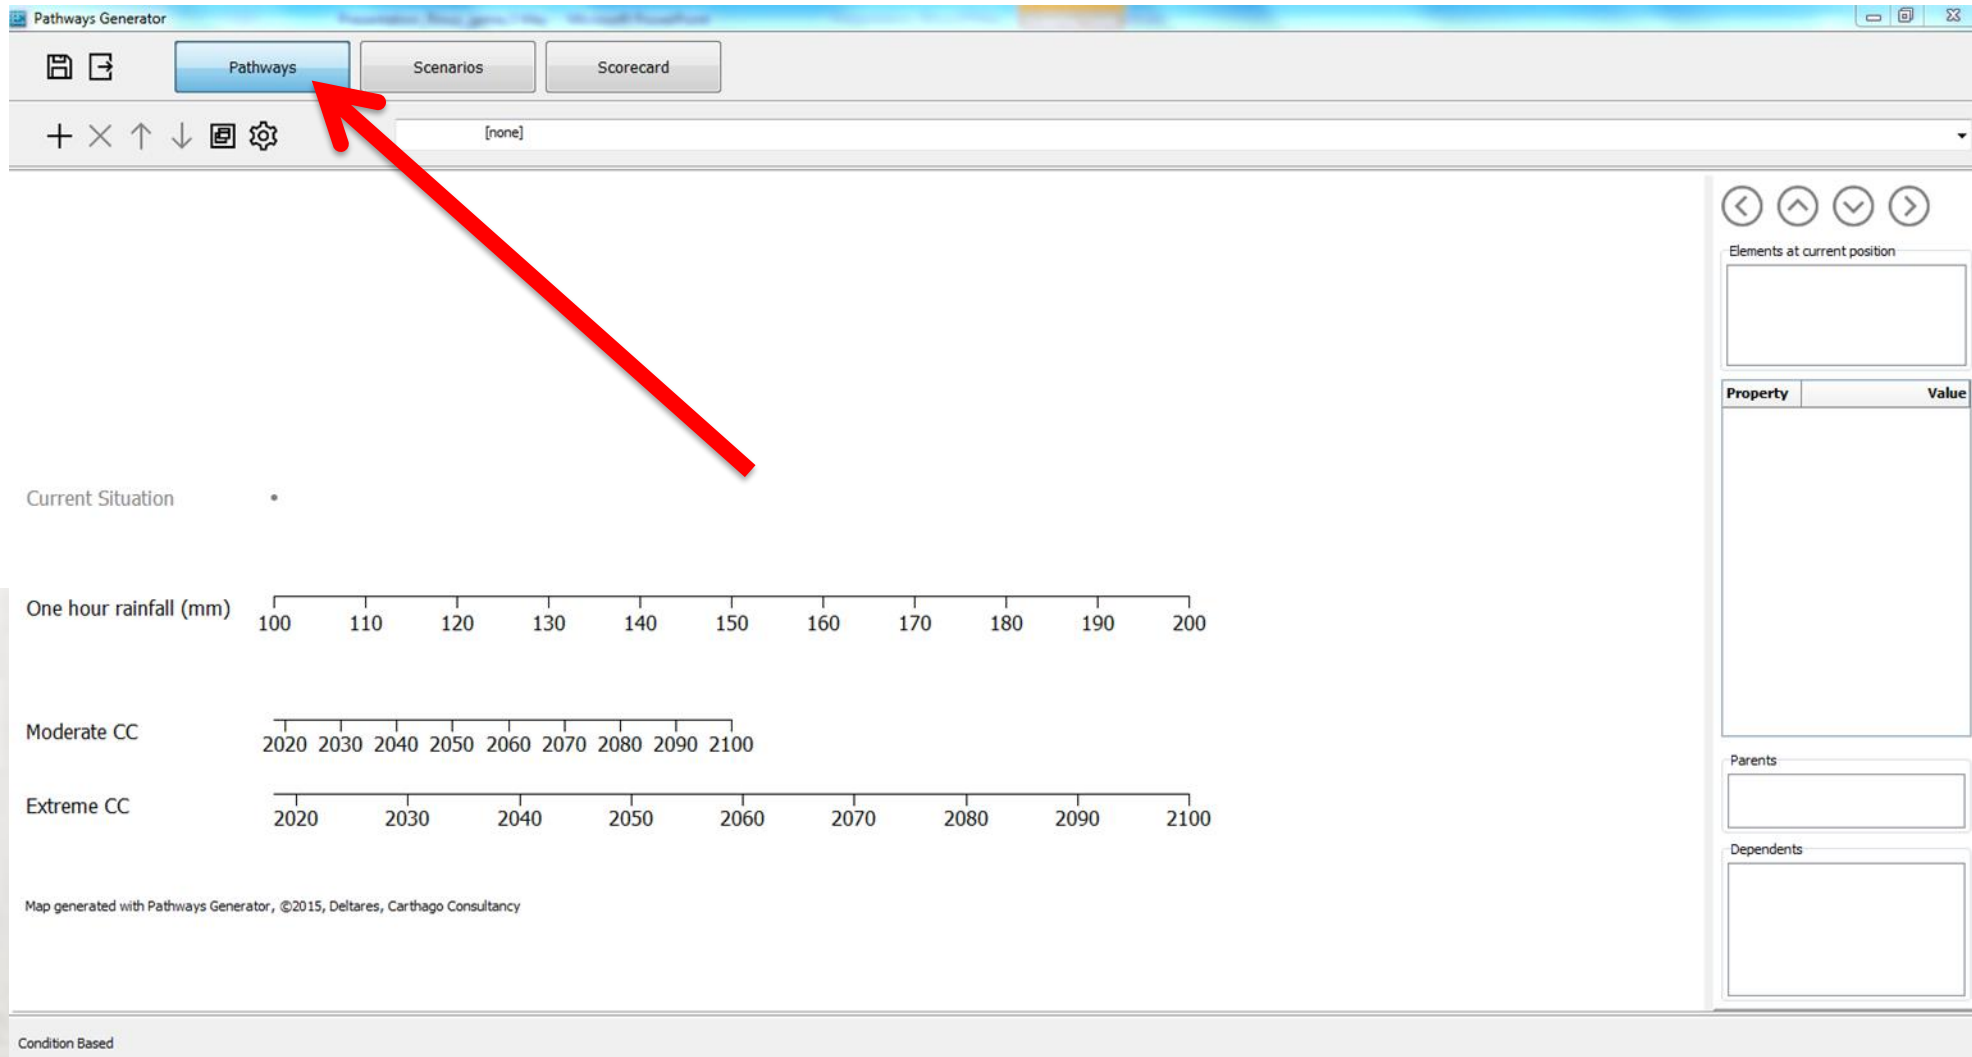 Pathways Generator
Pathways Scenarios Scorecard
[none]
Elements at current position
Property Value
Current Situation
One hour rainfall (mm)
100 110 120 130 140 150 160 170 180 190 200
Moderate CC
2020 2030 2040 2050 2060 2070 2080 2090 2100
Parents
Extreme CC
2020 2030 2040 2050 2060 2070 2080 2090 2100
Dependents
Map generated with Pathways Generator, ©2015, Deltares, Carthago Consultancy
Condition Based